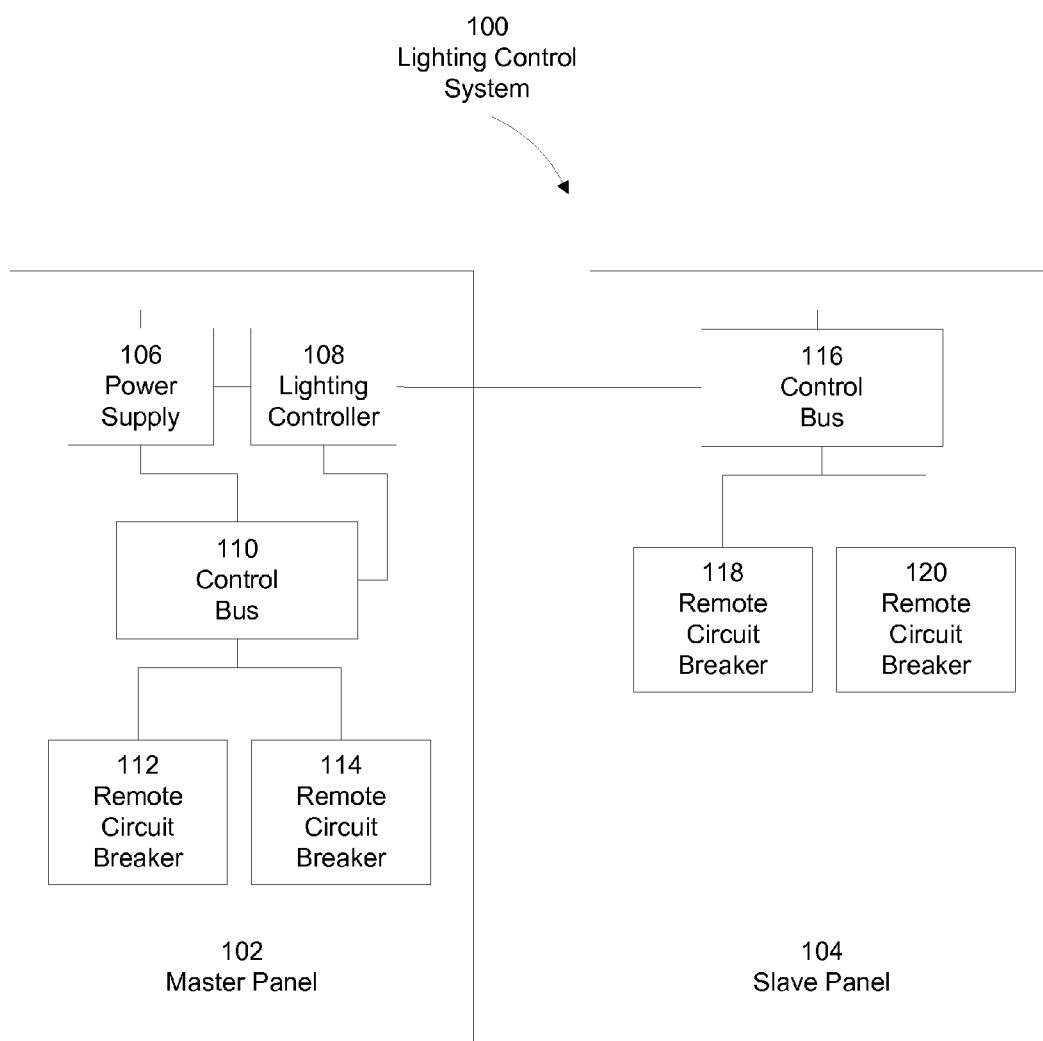 100
Lighting Control
System
106
Power
Supply
108
Lighting
Controller
110
Control
Bus
112
Remote
Circuit
Breaker
114
Remote
Circuit
Breaker
102
Master Panel
116
Control
Bus
118
Remote
Circuit
Breaker
120
Remote
Circuit
Breaker
104
Slave Panel